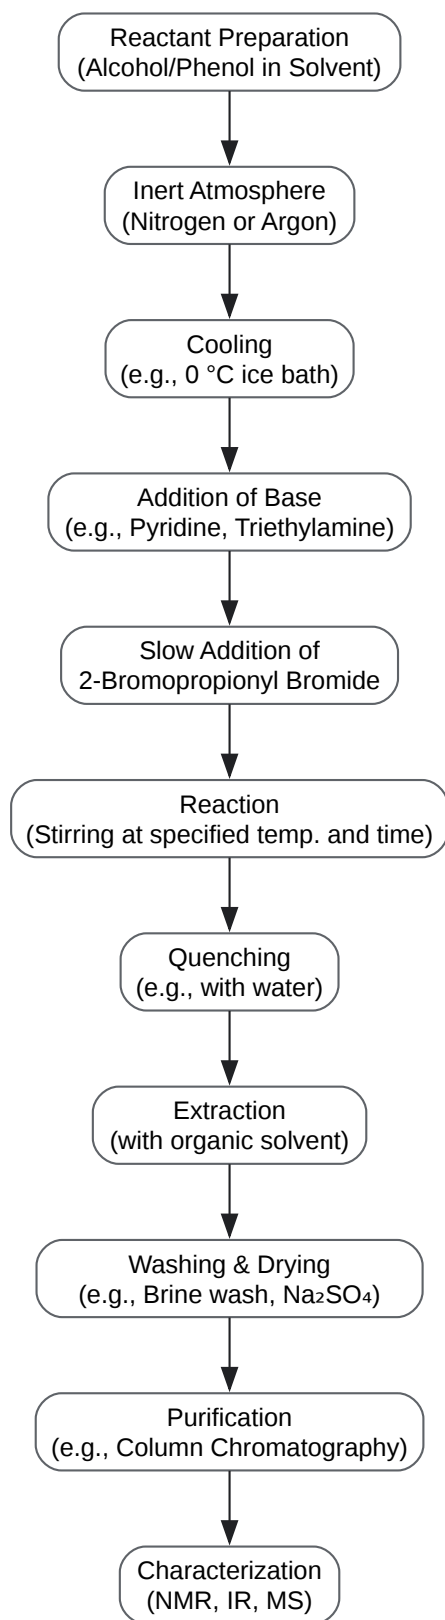 Reactant Preparation
(Alcohol/Phenol in Solvent)
Inert Atmosphere
(Nitrogen or Argon)
Cooling
(e.g., 0 °C ice bath)
Addition of Base
(e.g., Pyridine, Triethylamine)
Slow Addition of
2-Bromopropionyl Bromide
Reaction
(Stirring at specified temp. and time)
Quenching
(e.g., with water)
Extraction
(with organic solvent)
Washing & Drying
(e.g., Brine wash, Na₂SO₄)
Purification
(e.g., Column Chromatography)
Characterization
(NMR, IR, MS)